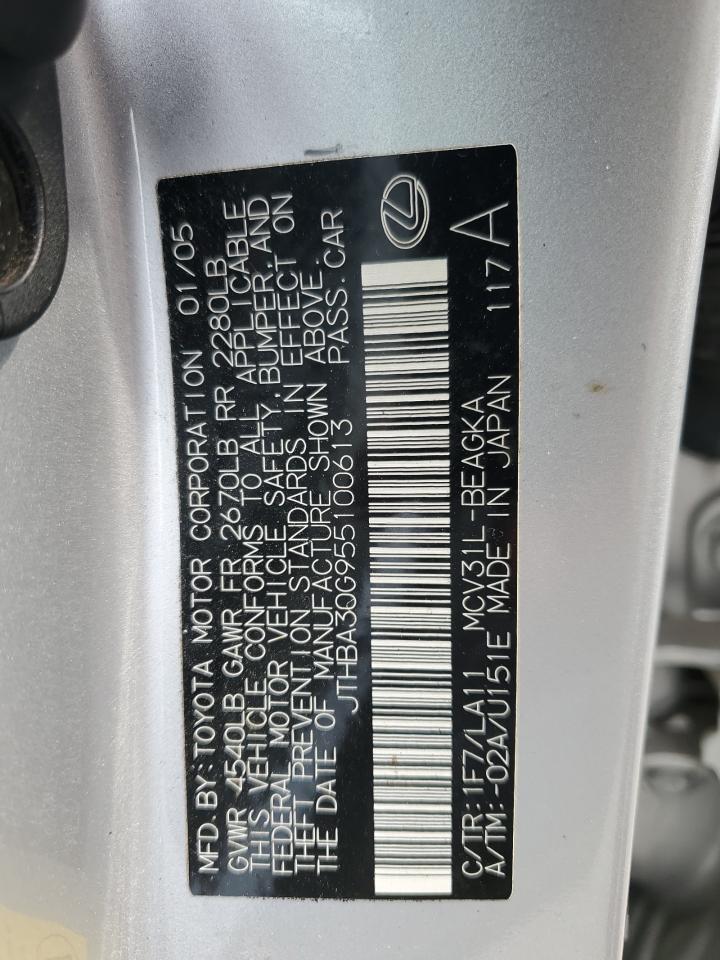 MFD. BY: TOYOTA MOTOR CORPORATION 01/05
GVWR 4540LB GAWR FR 2670LB RR 2280LB
THIS VEHICLE CONFORMS TO ALL APPLICABLE
FEDERAL MOTOR VEHICLE SAFETY, BUMPER, AND
THEFT PREVENTION STANDARDS IN EFFECT ON
THE DATE OF MANUFACTURE SHOWN ABOVE.
JTHBA30G955100613 PASS. CAR
C/TR: 1F7/LA11 MCV31L-BEAGKA
A/TM: -02A/U151E MADE IN JAPAN 117 A